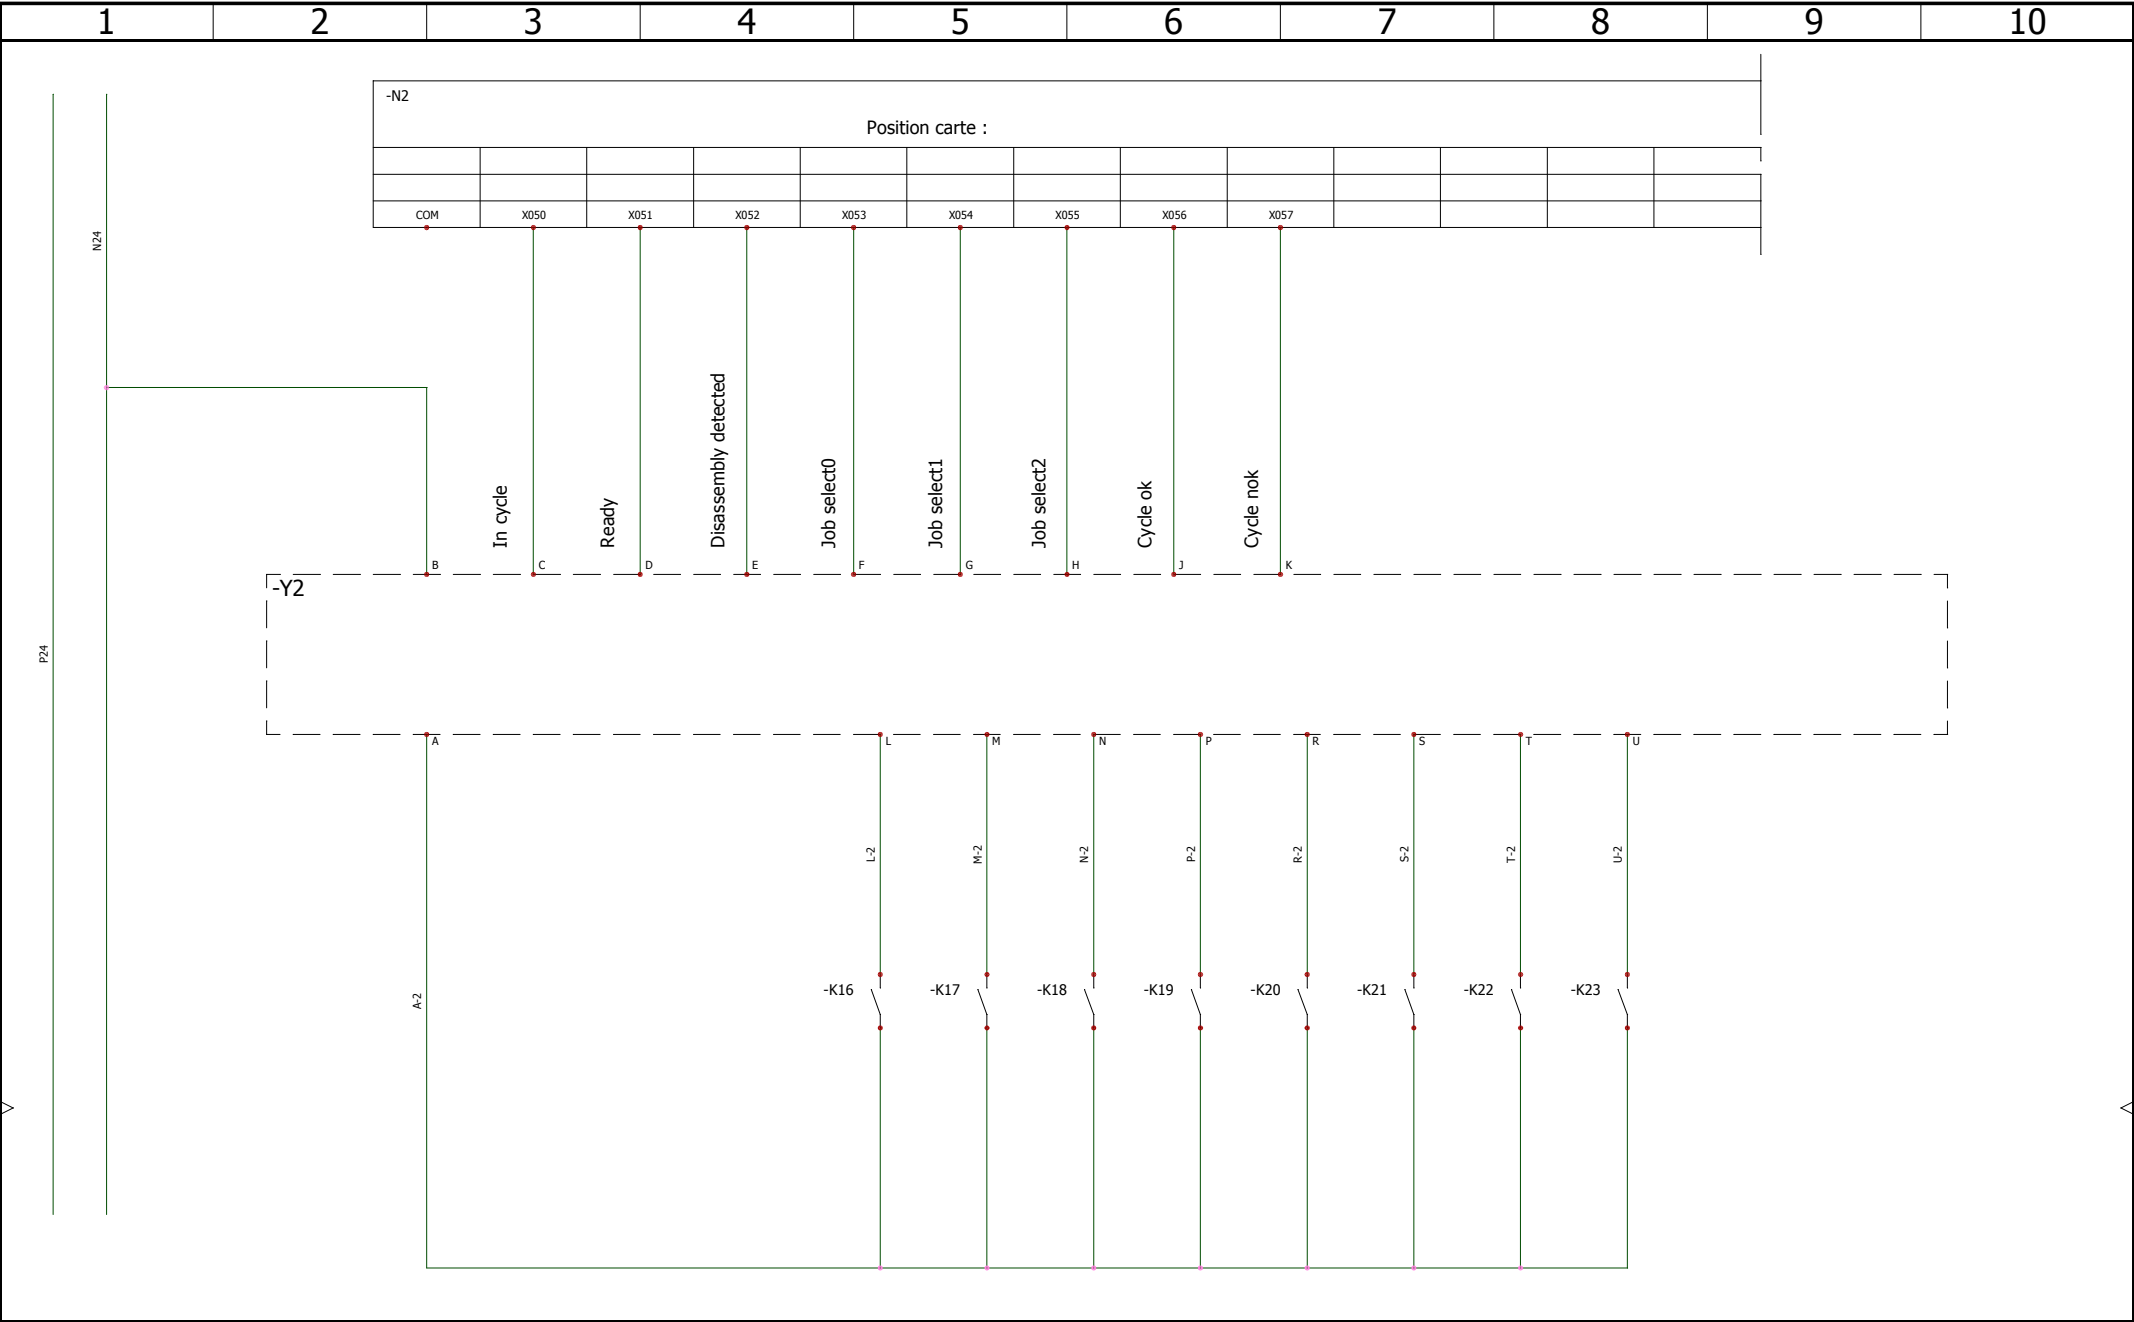 1 2 3 4 5 6 7 8 9 10
-N2
Position carte :
COM X050 X051 X052 X053 X054 X055 X056 X057
N24
P24
In cycle
Ready
Disassembly detected
Job select0
Job select1
Job select2
Cycle ok
Cycle nok
B C D E F G H J K
-Y2
A L M N P R S T U
A-2
L-2
M-2
N-2
P-2
R-2
S-2
T-2
U-2
-K16 -K17 -K18 -K19 -K20 -K21 -K22 -K23